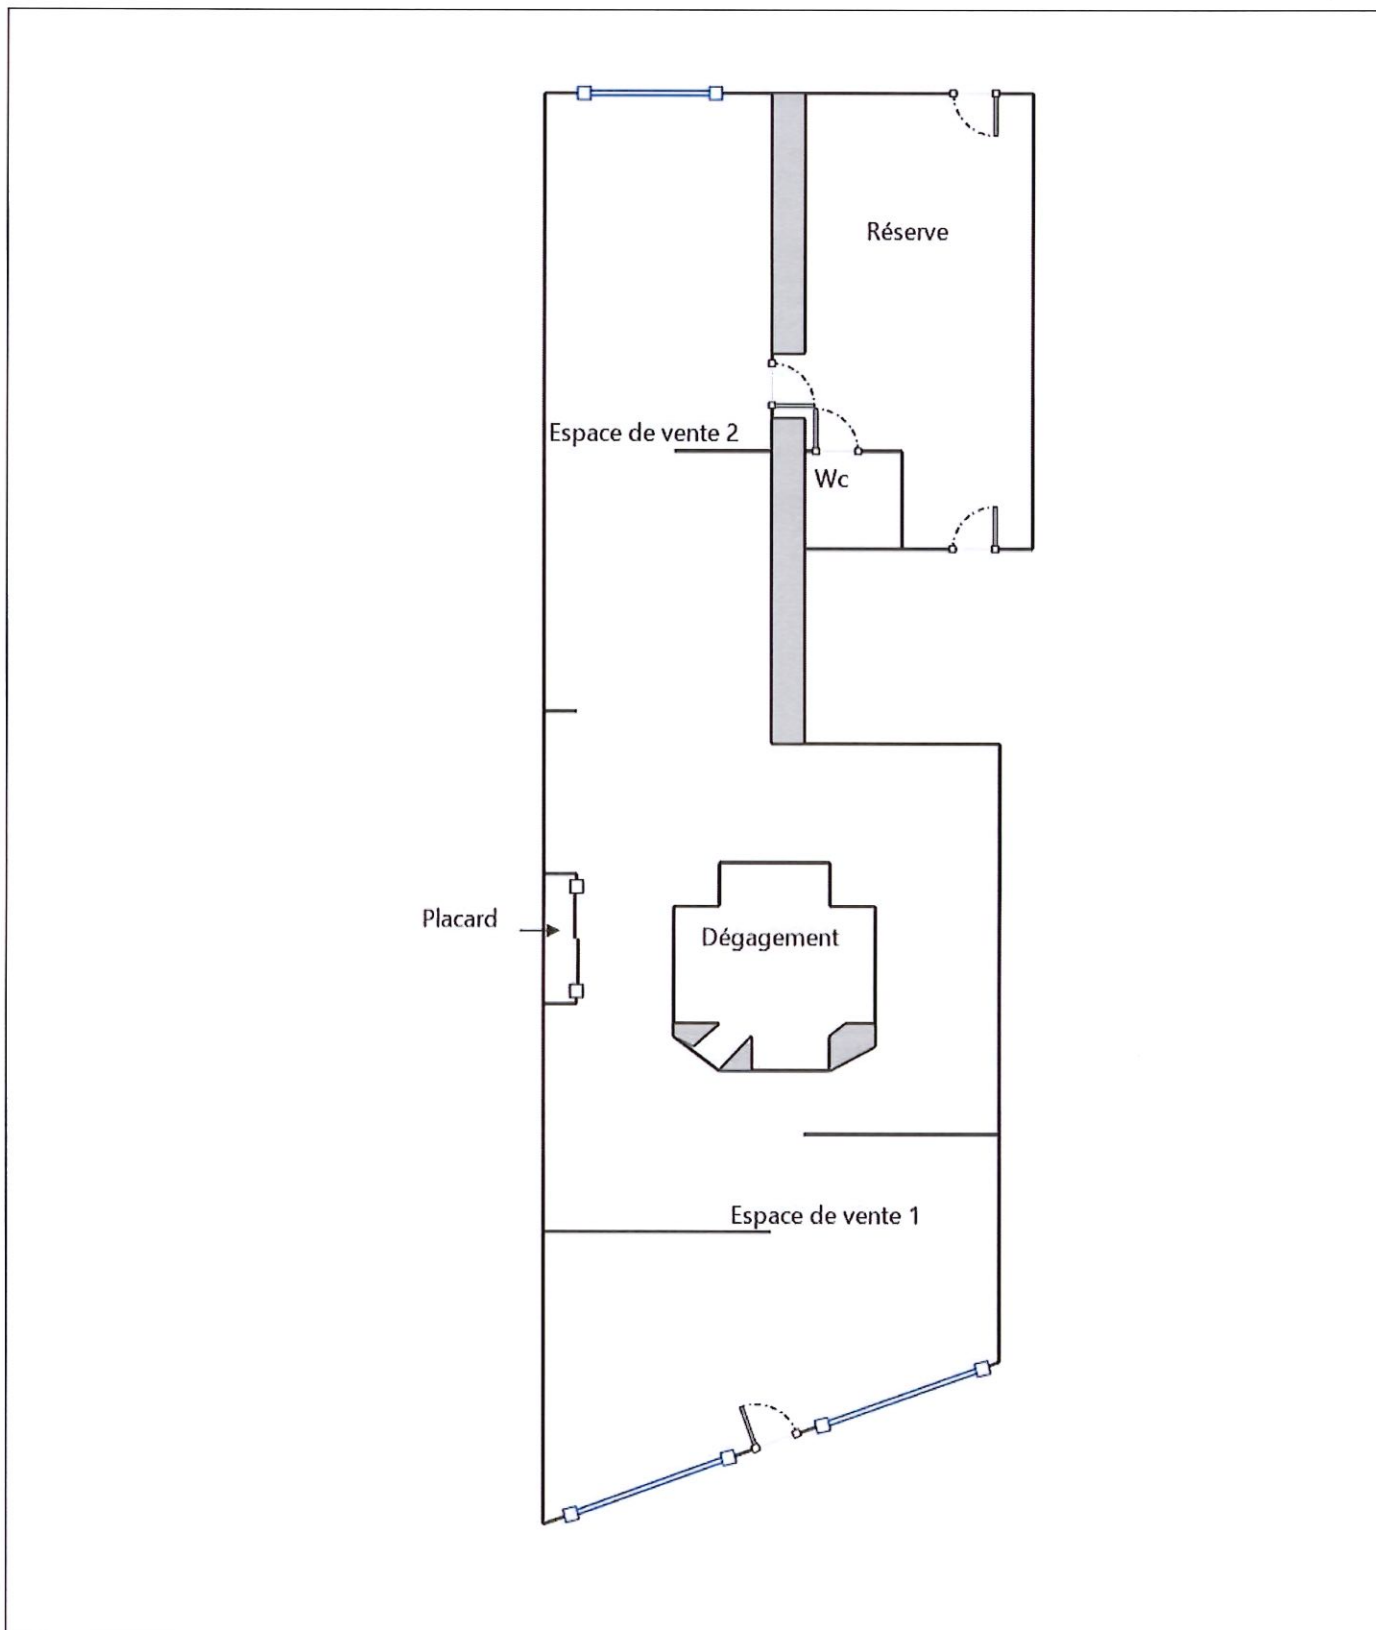 Réserve
Espace de vente 2
Wc
Placard
Dégagement
Espace de vente 1